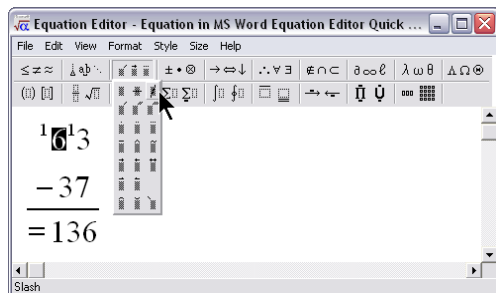 Equation Editor - Equation in MS Word Equation Editor Quick ...
File Edit View Format Style Size Help
≤ ≠ ≈ ± • ⊗ → ⇔ ↓ ∴ ∀ ∃ ∉ ∩ ⊂ ∂ ∞ ℓ λ ω θ Λ Ω ⊛
¹6¹3
−37
=136
Slash